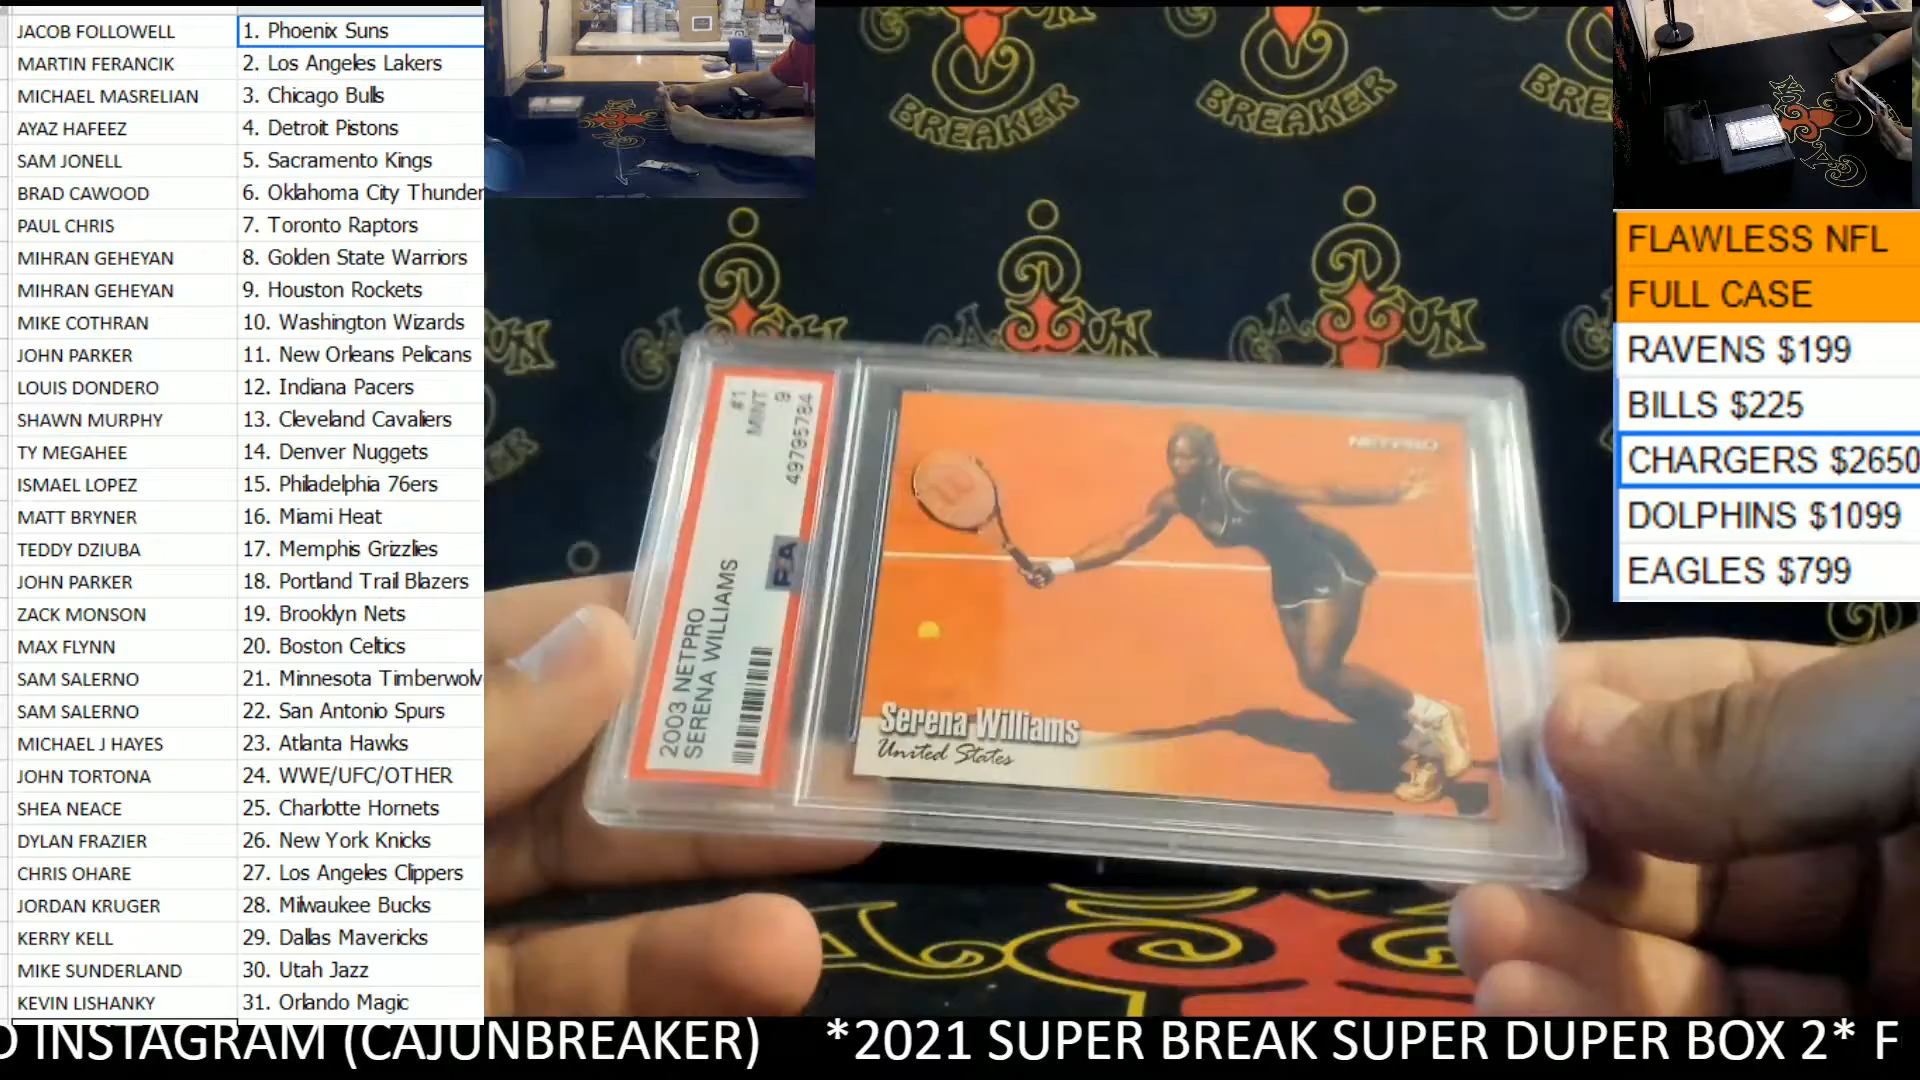 JACOB FOLLOWELL 1. Phoenix Suns
MARTIN FERANCIK 2. Los Angeles Lakers
MICHAEL MASRELIAN 3. Chicago Bulls
AYAZ HAFEEZ 4. Detroit Pistons
SAM JONELL 5. Sacramento Kings
BRAD CAWOOD 6. Oklahoma City Thunder
PAUL CHRIS 7. Toronto Raptors
MIHRAN GEHEYAN 8. Golden State Warriors
MIHRAN GEHEYAN 9. Houston Rockets
MIKE COTHRAN 10. Washington Wizards
JOHN PARKER 11. New Orleans Pelicans
LOUIS DONDERO 12. Indiana Pacers
SHAWN MURPHY 13. Cleveland Cavaliers
TY MEGAHEE 14. Denver Nuggets
ISMAEL LOPEZ 15. Philadelphia 76ers
MATT BRYNER 16. Miami Heat
TEDDY DZIUBA 17. Memphis Grizzlies
JOHN PARKER 18. Portland Trail Blazers
ZACK MONSON 19. Brooklyn Nets
MAX FLYNN 20. Boston Celtics
SAM SALERNO 21. Minnesota Timberwolv
SAM SALERNO 22. San Antonio Spurs
MICHAEL J HAYES 23. Atlanta Hawks
JOHN TORTONA 24. WWE/UFC/OTHER
SHEA NEACE 25. Charlotte Hornets
DYLAN FRAZIER 26. New York Knicks
CHRIS OHARE 27. Los Angeles Clippers
JORDAN KRUGER 28. Milwaukee Bucks
KERRY KELL 29. Dallas Mavericks
MIKE SUNDERLAND 30. Utah Jazz
KEVIN LISHANKY 31. Orlando Magic
BREAKER
BREAKER
CAJUN
CAJUN
2003 NETPRO #1
SERENA WILLIAMS MINT
9
49795784
PSA
NETPRO
Serena Williams
United States
FLAWLESS NFL
FULL CASE
RAVENS $199
BILLS $225
CHARGERS $2650
DOLPHINS $1099
EAGLES $799
D INSTAGRAM (CAJUNBREAKER) *2021 SUPER BREAK SUPER DUPER BOX 2* F